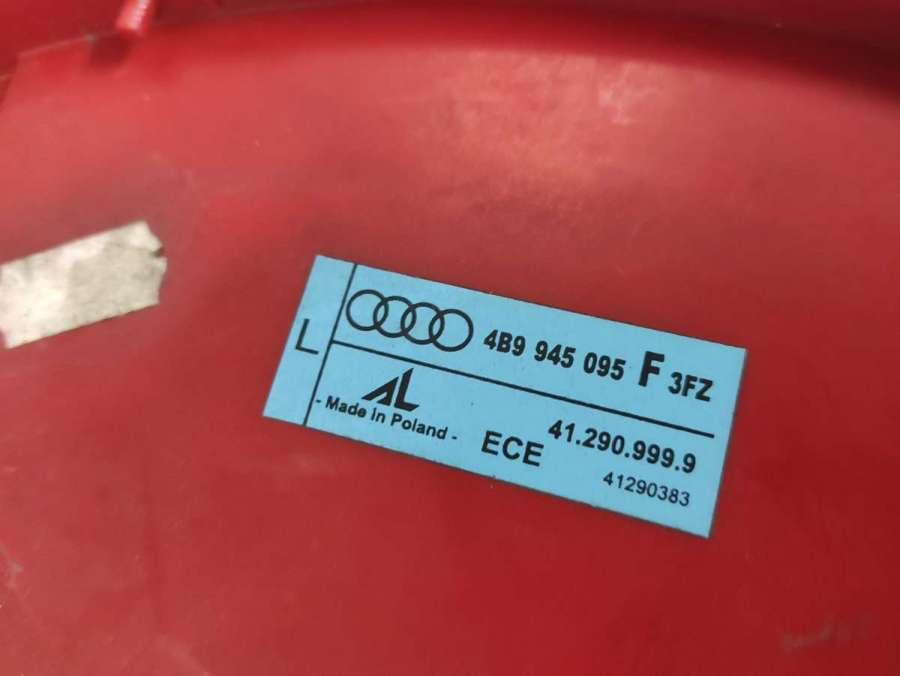 L
4B9 945 095 F 3FZ
AL
- Made in Poland -
ECE
41.290.999.9
41290383